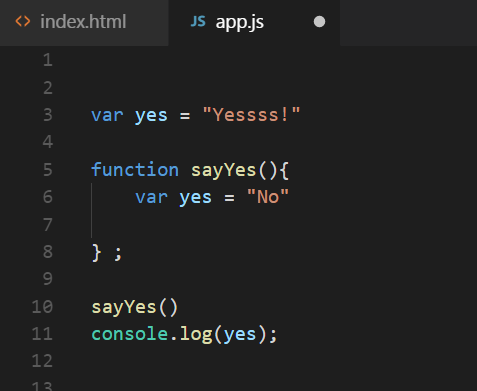 <> index.html JS app.js ●
1
2
3 var yes = "Yessss!"
4
5 function sayYes(){
6     var yes = "No"
7
8 } ;
9
10 sayYes()
11 console.log(yes);
12
13